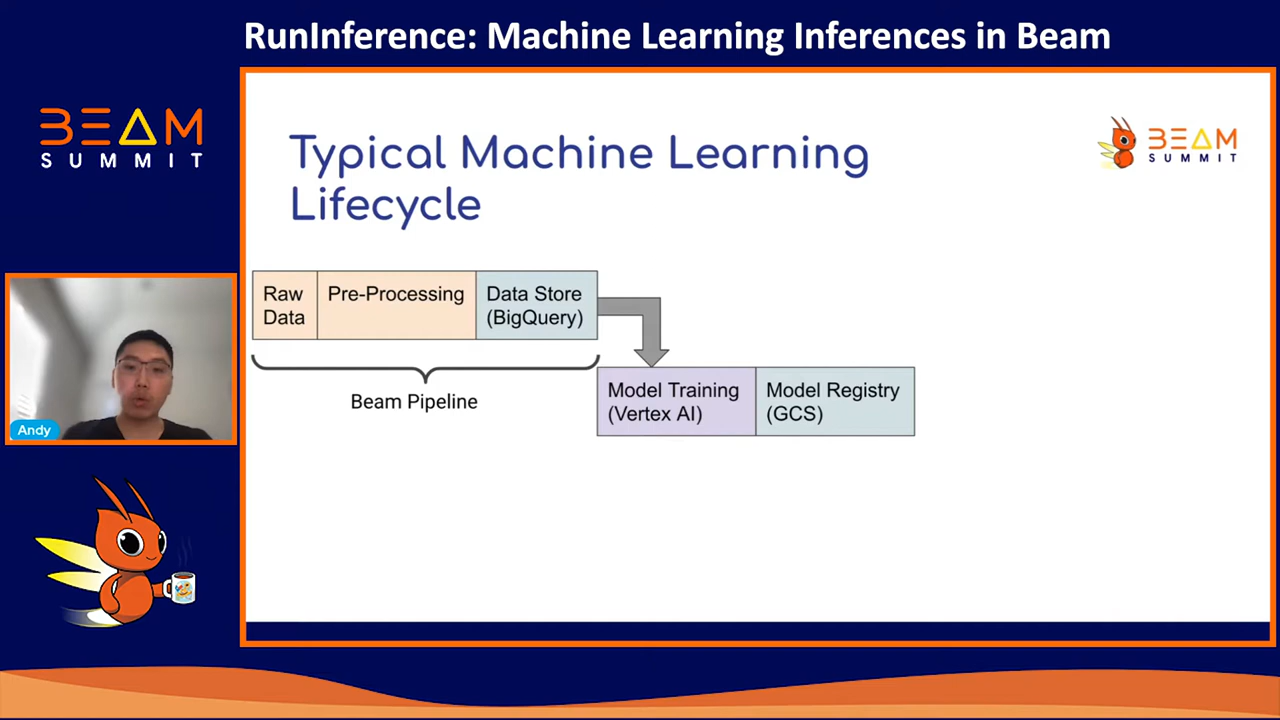 RunInference: Machine Learning Inferences in Beam
BEAM
SUMMIT
Typical Machine Learning
Lifecycle
BEAM
SUMMIT
Raw
Data
Pre-Processing
Data Store
(BigQuery)
Beam Pipeline
Model Training
(Vertex AI)
Model Registry
(GCS)
Andy